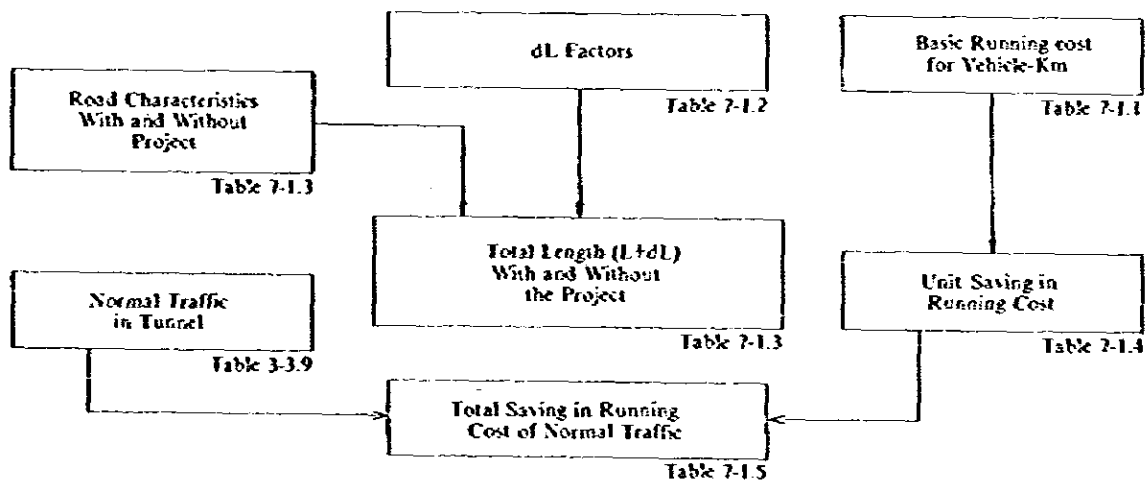 dL Factors
Table 7-1.2
Basic Running cost
for Vehicle-Km
Table 7-1.1
Road Characteristics
With and Without
Project
Table 7-1.3
Total Length (L+dL)
With and Without
the Project
Table 7-1.3
Normal Traffic
in Tunnel
Table 3-3.9
Unit Saving in
Running Cost
Table 7-1.4
Total Saving in Running
Cost of Normal Traffic
Table 7-1.5